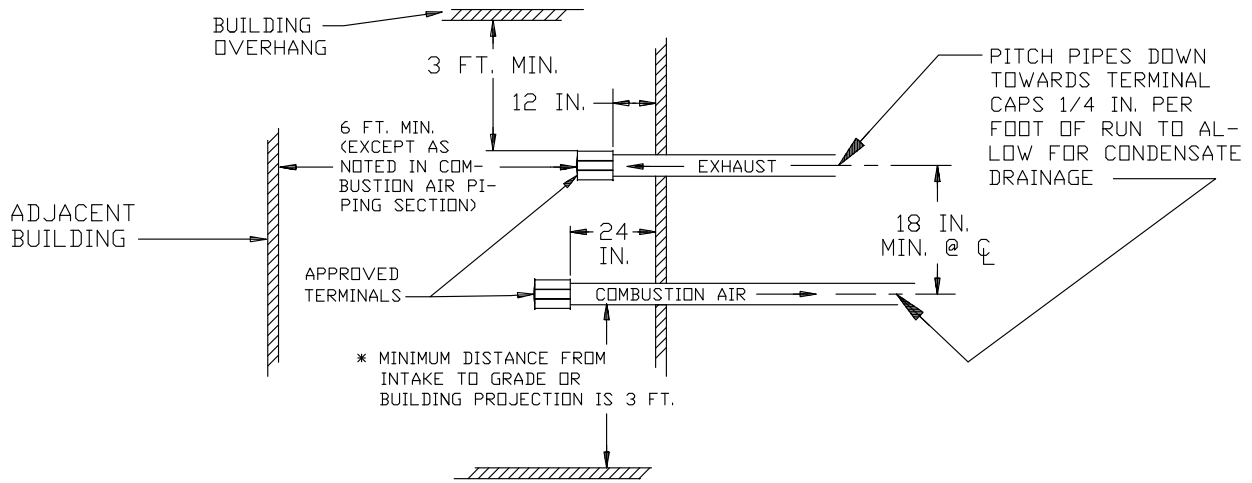 BUILDING
OVERHANG
3 FT. MIN.
12 IN.
PITCH PIPES DOWN
TOWARDS TERMINAL
CAPS 1/4 IN. PER
FOOT OF RUN TO AL-
LOW FOR CONDENSATE
DRAINAGE
6 FT. MIN.
(EXCEPT AS
NOTED IN COM-
BUSTION AIR PI-
PING SECTION)
EXHAUST
ADJACENT
BUILDING
24
IN.
18 IN.
MIN. @ ℄
APPROVED
TERMINALS
COMBUSTION AIR
* MINIMUM DISTANCE FROM
INTAKE TO GRADE OR
BUILDING PROJECTION IS 3 FT.